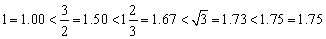 1 = 1.00 < 3/2 = 1.50 < 1 2/3 = 1.67 < √3 = 1.73 < 1.75 = 1.75